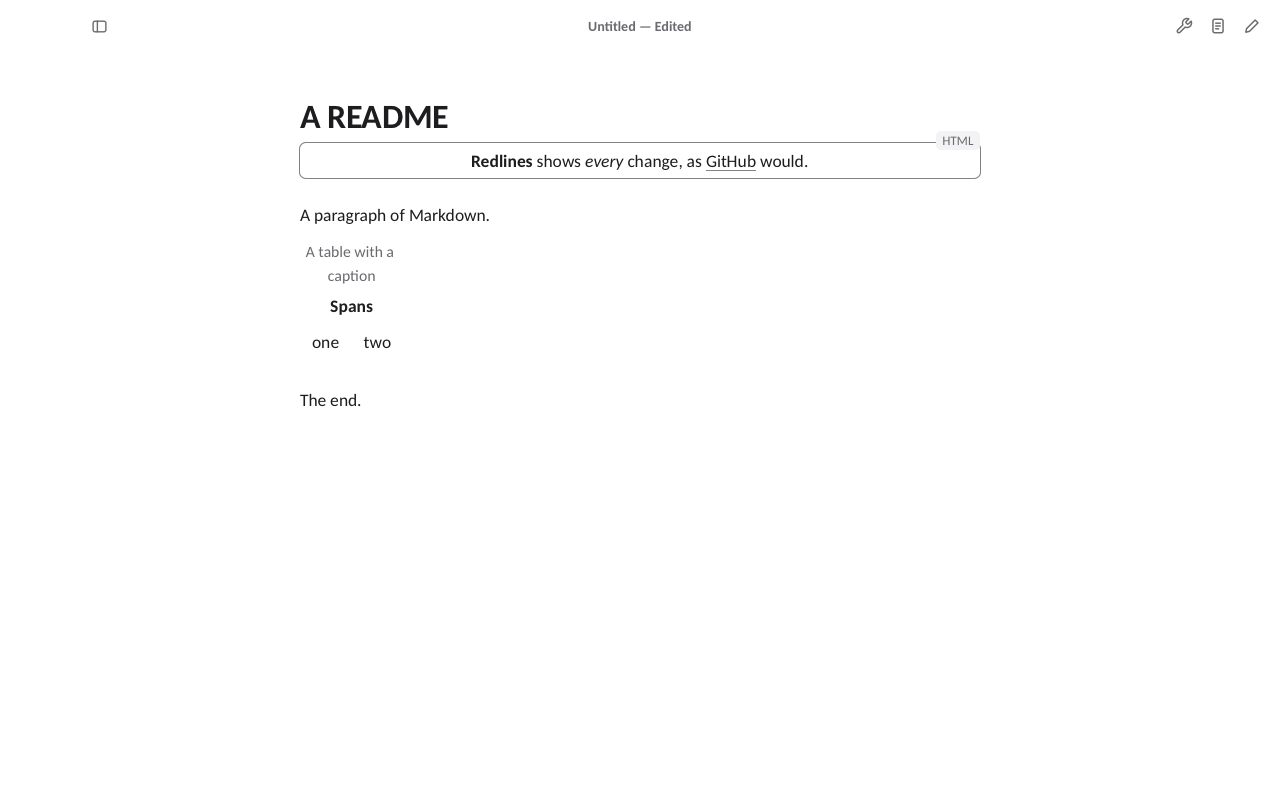 Untitled — Edited
A README
HTML
Redlines shows every change, as GitHub would.
A paragraph of Markdown.
A table with a
caption
Spans
one two
The end.